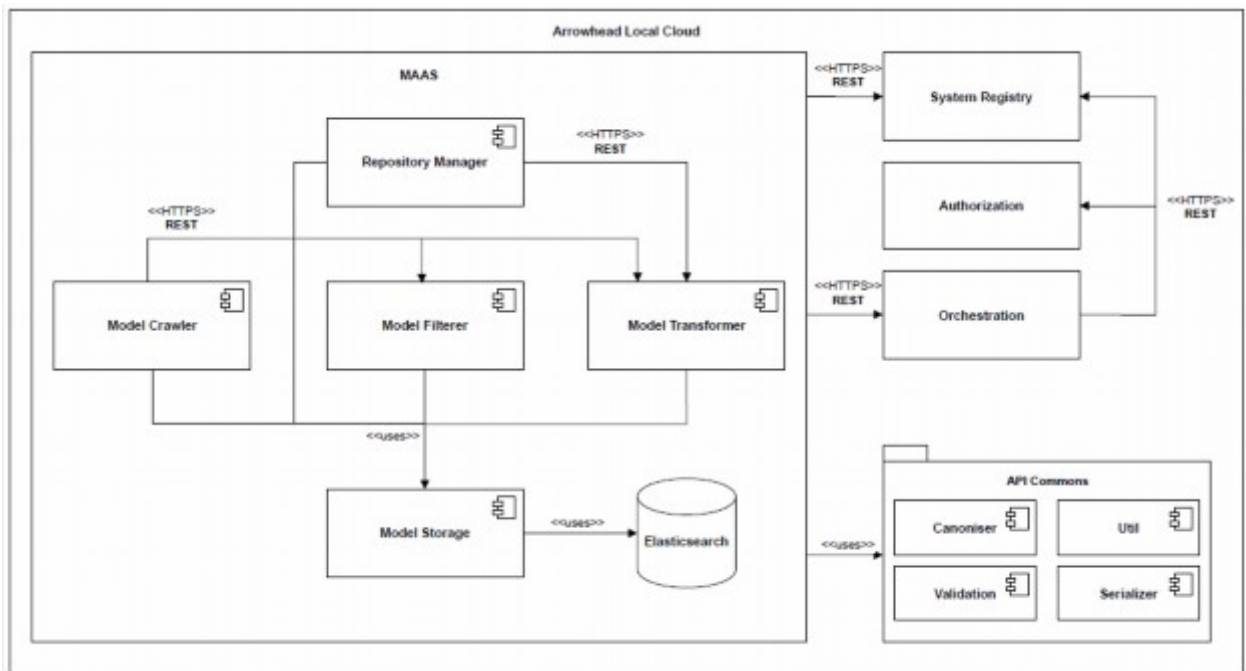 Arrowhead Local Cloud
MAAS
<<HTTPS>>
REST
System Registry
Repository Manager
<<HTTPS>>
REST
Authorization
<<HTTPS>>
REST
<<HTTPS>>
REST
Model Crawler
Model Filterer
Model Transformer
<<HTTPS>>
REST
Orchestration
<<uses>>
API Commons
Model Storage
<<uses>>
Elasticsearch
<<uses>>
Canoniser
Util
Validation
Serializer